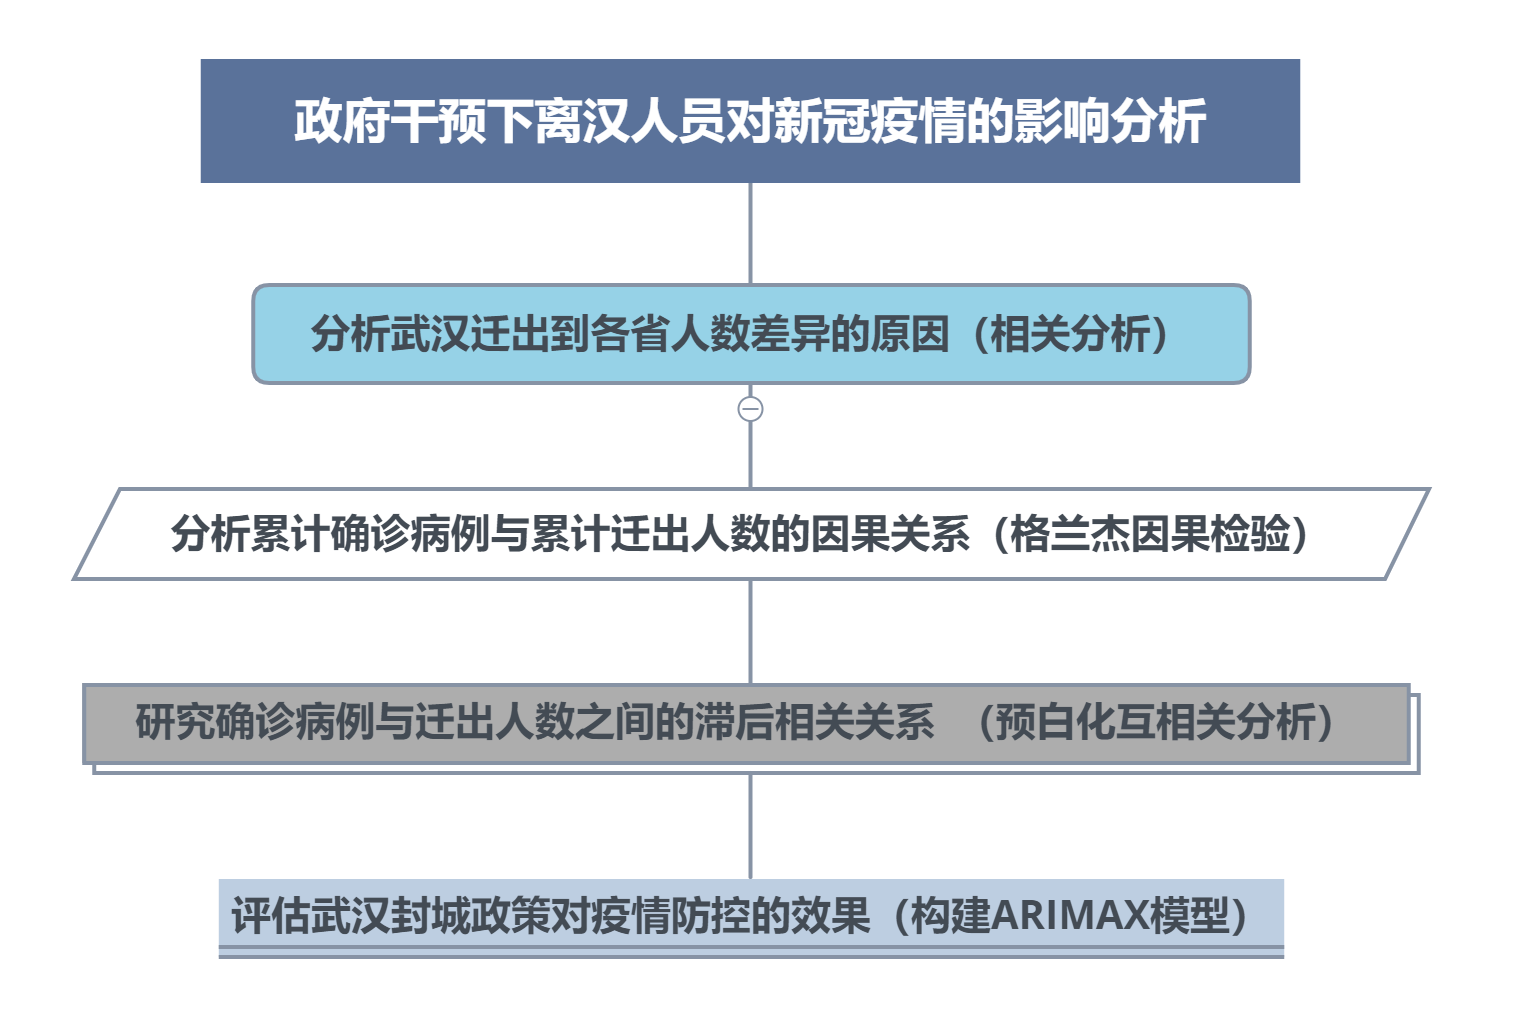 政府干预下离汉人员对新冠疫情的影响分析
分析武汉迁出到各省人数差异的原因（相关分析）
分析累计确诊病例与累计迁出人数的因果关系（格兰杰因果检验）
研究确诊病例与迁出人数之间的滞后相关关系 （预白化互相关分析）
评估武汉封城政策对疫情防控的效果（构建ARIMAX模型）